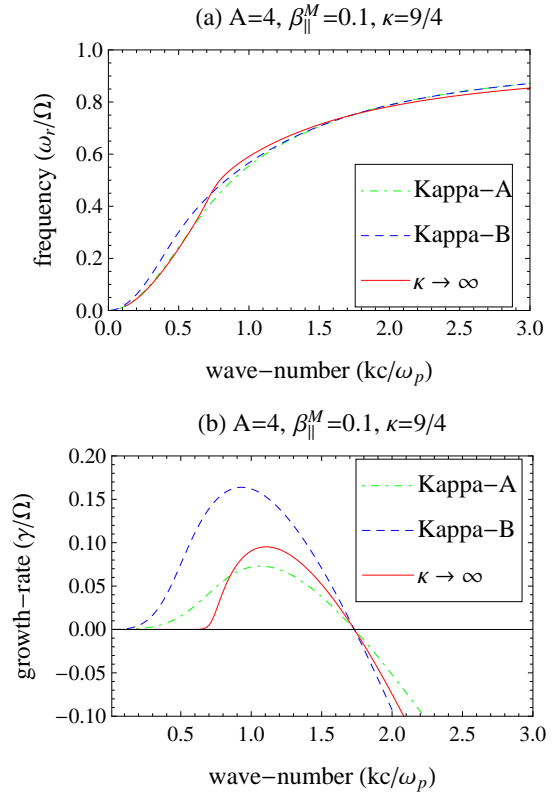 (a) A=4, β∥^M=0.1, κ=9/4
frequency (ω_r/Ω)
1.0
0.8
0.6
0.4
0.2
0.0
Kappa−A
Kappa−B
κ → ∞
0.0 0.5 1.0 1.5 2.0 2.5 3.0
wave−number (kc/ω_p)
(b) A=4, β∥^M=0.1, κ=9/4
growth−rate (γ/Ω)
0.20
0.15
0.10
0.05
0.00
−0.05
−0.10
Kappa−A
Kappa−B
κ → ∞
0.5 1.0 1.5 2.0 2.5 3.0
wave−number (kc/ω_p)